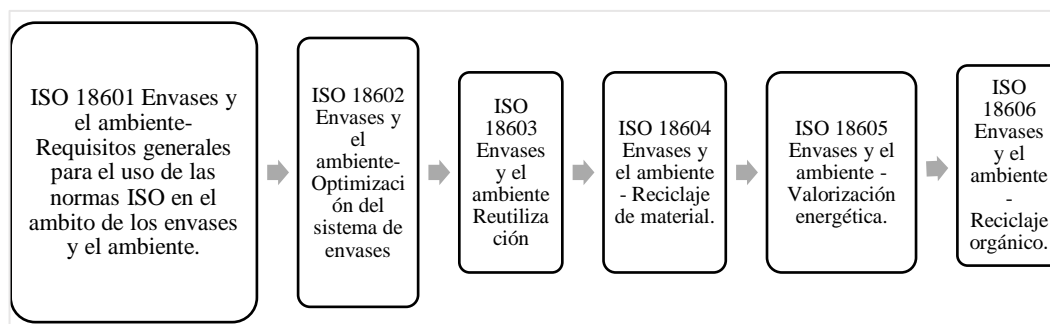 ISO 18601 Envases y
el ambiente-
Requisitos generales
para el uso de las
normas ISO en el
ambito de los envases
y el ambiente.
ISO 18602
Envases y
el
ambiente-
Optimizaci
ón del
sistema de
envases
ISO
18603
Envases
y el
ambiente
Reutiliza
ción
ISO 18604
Envases y
el ambiente
- Reciclaje
de material.
ISO 18605
Envases y el
ambiente -
Valorización
energética.
ISO
18606
Envases
y el
ambiente
-
Reciclaje
orgánico.